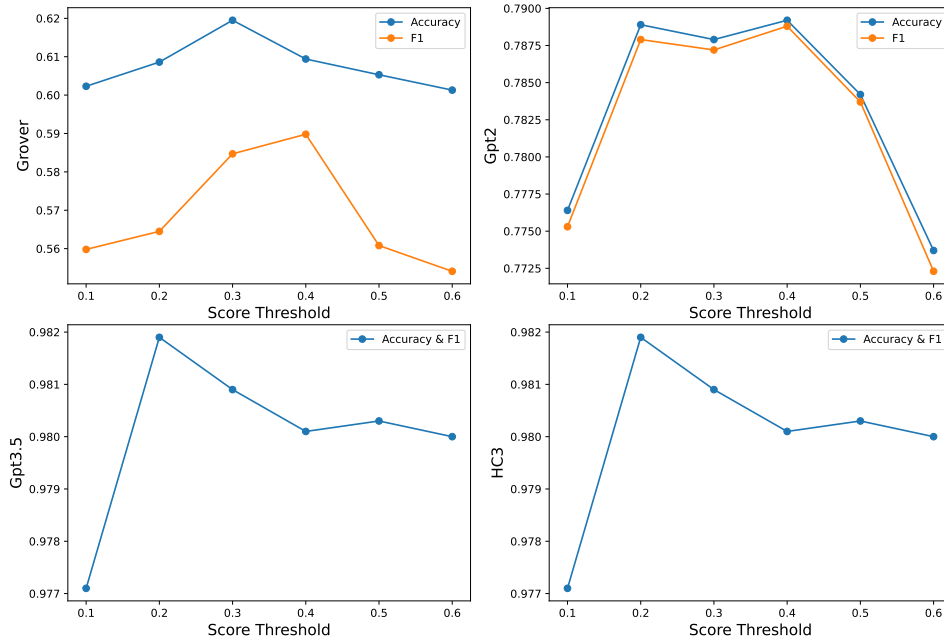 0.62
0.61
0.60
0.59
0.58
0.57
0.56
Grover
Accuracy
F1
0.1 0.2 0.3 0.4 0.5 0.6
Score Threshold
0.7900
0.7875
0.7850
0.7825
0.7800
0.7775
0.7750
0.7725
Gpt2
Accuracy
F1
0.1 0.2 0.3 0.4 0.5 0.6
Score Threshold
0.982
0.981
0.980
0.979
0.978
0.977
Gpt3.5
Accuracy & F1
0.1 0.2 0.3 0.4 0.5 0.6
Score Threshold
0.982
0.981
0.980
0.979
0.978
0.977
HC3
Accuracy & F1
0.1 0.2 0.3 0.4 0.5 0.6
Score Threshold